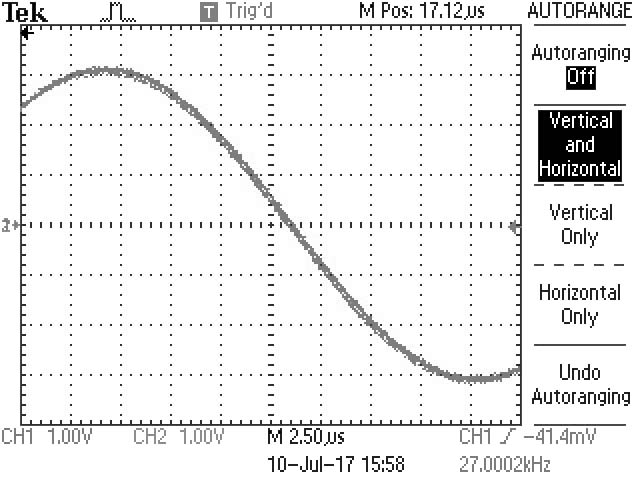 Tek T Trig'd M Pos: 17.12µs AUTORANGE
Autoranging
Off
Vertical
and
Horizontal
2
Vertical
Only
Horizontal
Only
Undo
Autoranging
CH1 1.00V CH2 1.00V M 2.50µs CH1 -41.4mV
10-Jul-17 15:58 27.0002kHz